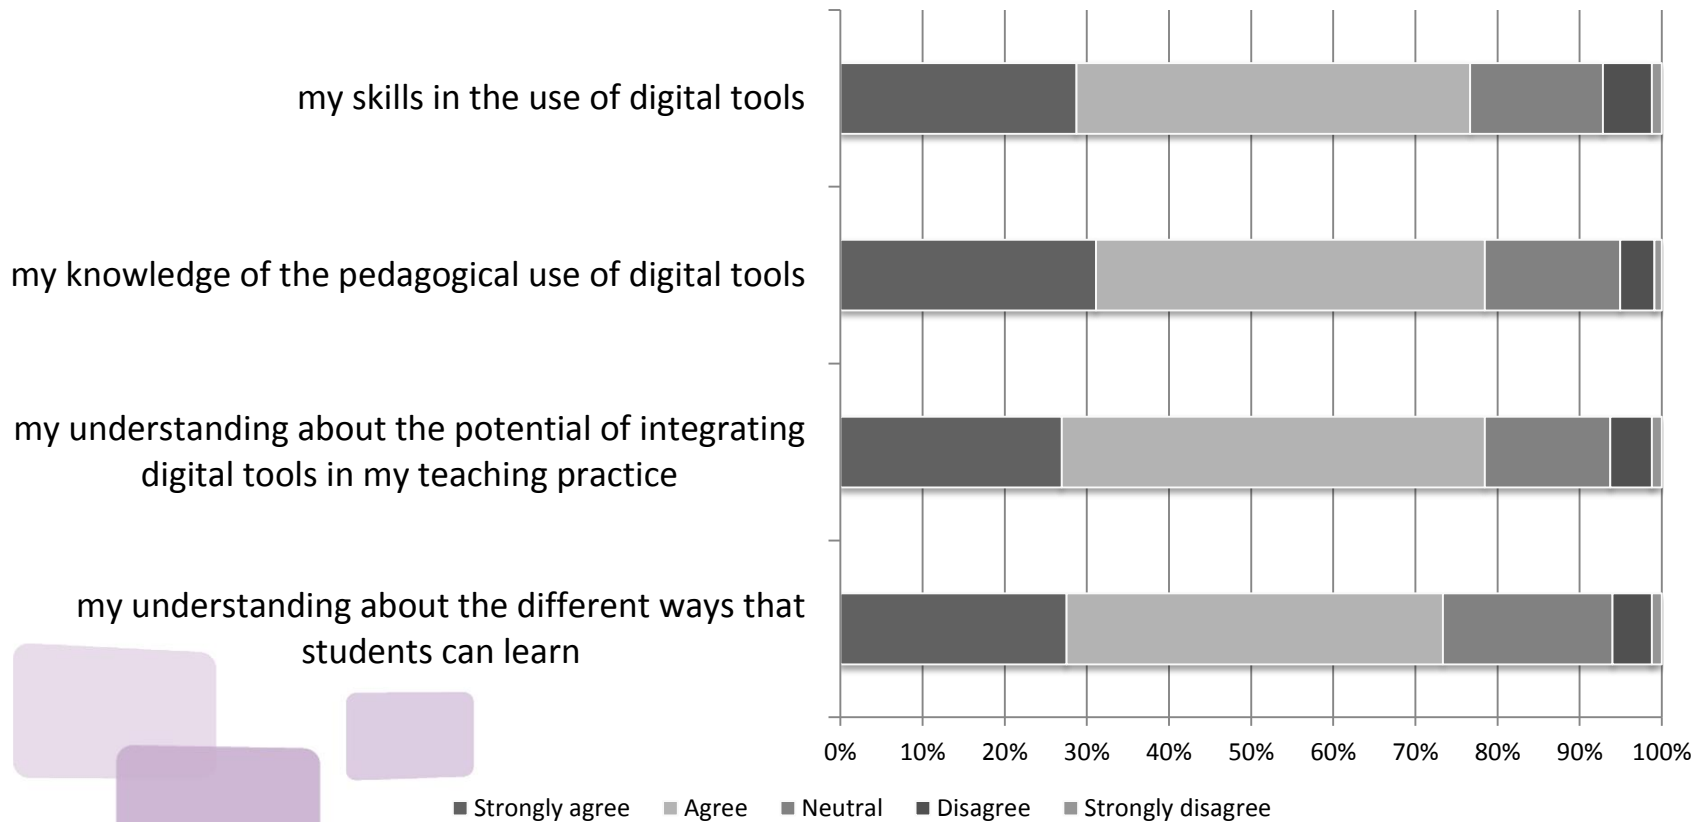 my skills in the use of digital tools
my knowledge of the pedagogical use of digital tools
my understanding about the potential of integrating
digital tools in my teaching practice
my understanding about the different ways that
students can learn
0% 10% 20% 30% 40% 50% 60% 70% 80% 90% 100%
Strongly agree Agree Neutral Disagree Strongly disagree